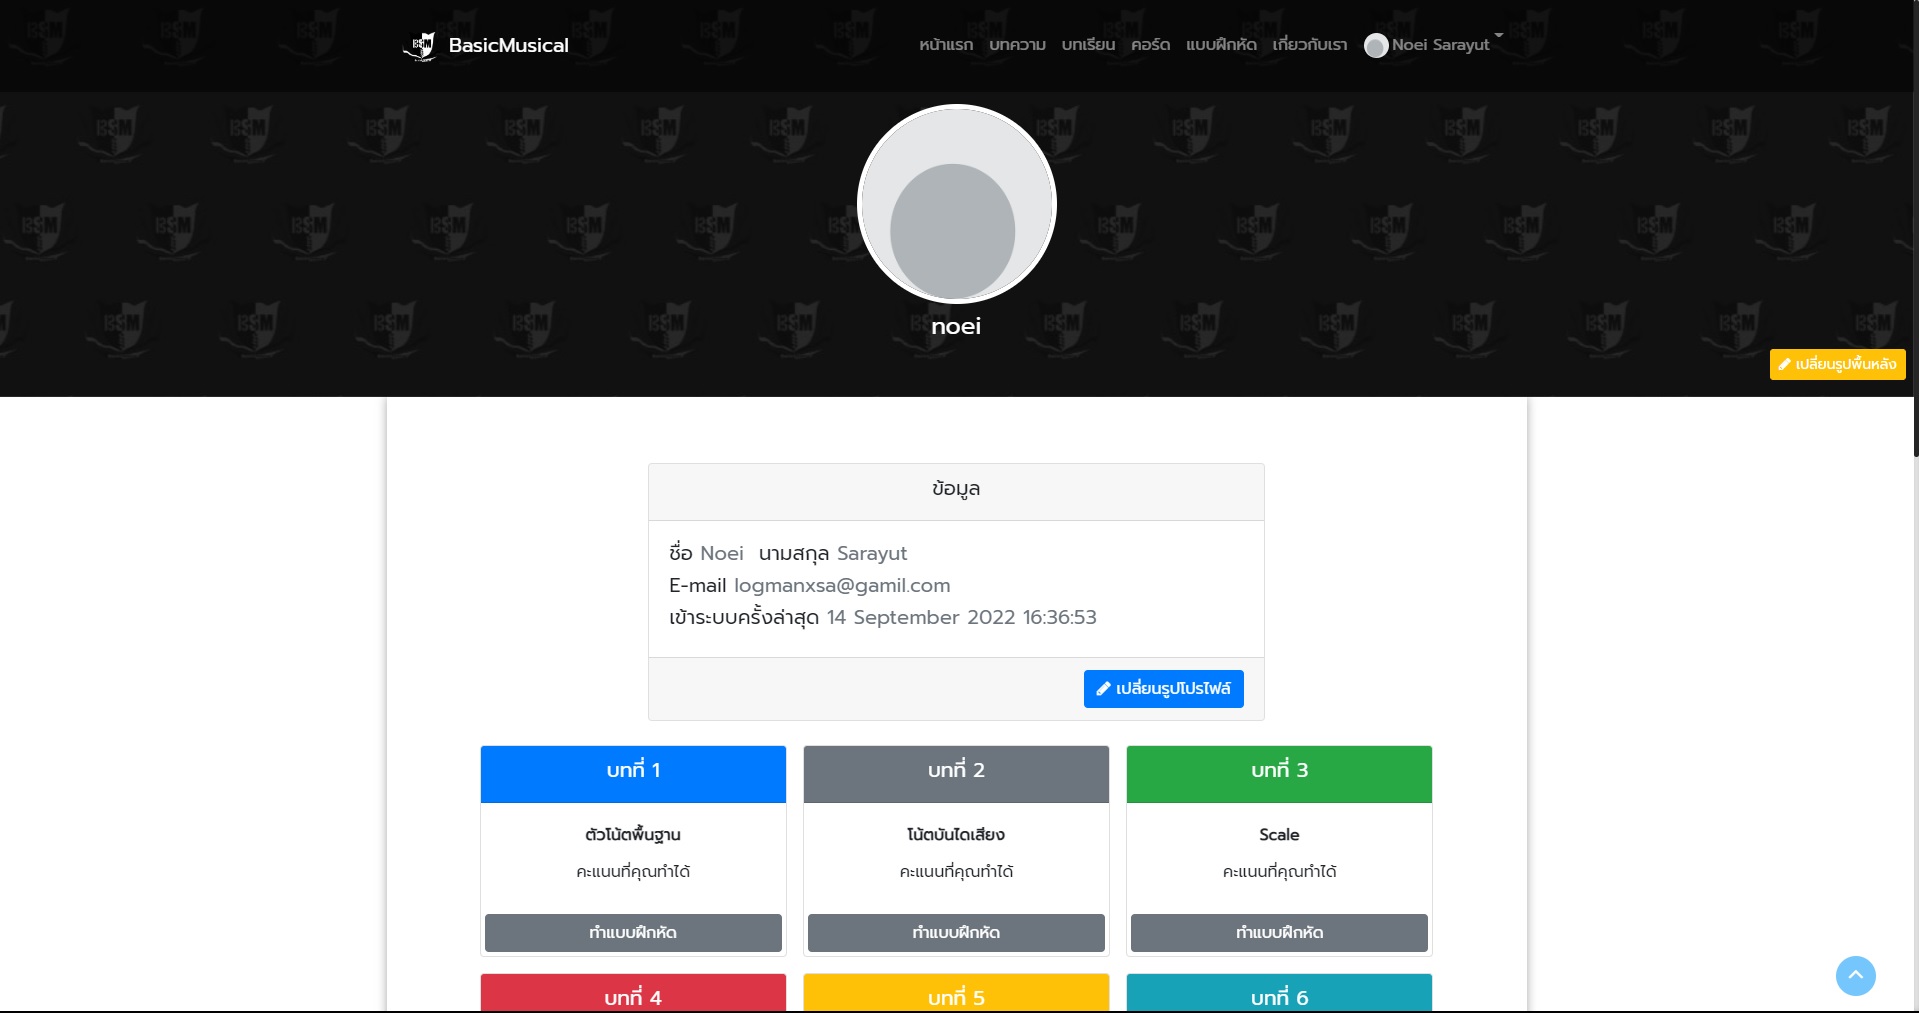 BasicMusical
หน้าแรก บทความ บทเรียน คอร์ด แบบฝึกหัด เกี่ยวกับเรา Noei Sarayut
noei
เปลี่ยนรูปพื้นหลัง
ข้อมูล
ชื่อ Noei นามสกุล Sarayut
E-mail logmanxsa@gamil.com
เข้าระบบครั้งล่าสุด 14 September 2022 16:36:53
เปลี่ยนรูปโปรไฟล์
บทที่ 1 บทที่ 2 บทที่ 3
ตัวโน้ตพื้นฐาน โน้ตบันไดเสียง Scale
คะแนนที่คุณทำได้ คะแนนที่คุณทำได้ คะแนนที่คุณทำได้
ทำแบบฝึกหัด ทำแบบฝึกหัด ทำแบบฝึกหัด
บทที่ 4 บทที่ 5 บทที่ 6